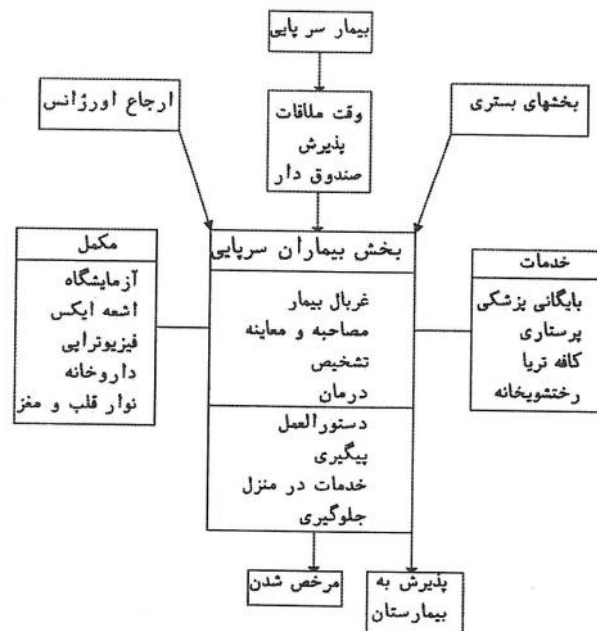 بیمار سر پایی
ارجاع اورژانس
وقت ملاقات
پذیرش
صندوق دار
بخشهای بستری
بخش بیماران سرپایی
غربال بیمار
مصاحبه و معاینه
تشخیص
درمان
دستورالعمل
پیگیری
خدمات در منزل
جلوگیری
مکمل
آزمایشگاه
اشعه ایکس
فیزیوتراپی
داروخانه
نوار قلب و مغز
خدمات
بایگانی پزشکی
پرستاری
کافه تریا
رختشویخانه
مرخص شدن
پذیرش به
بیمارستان